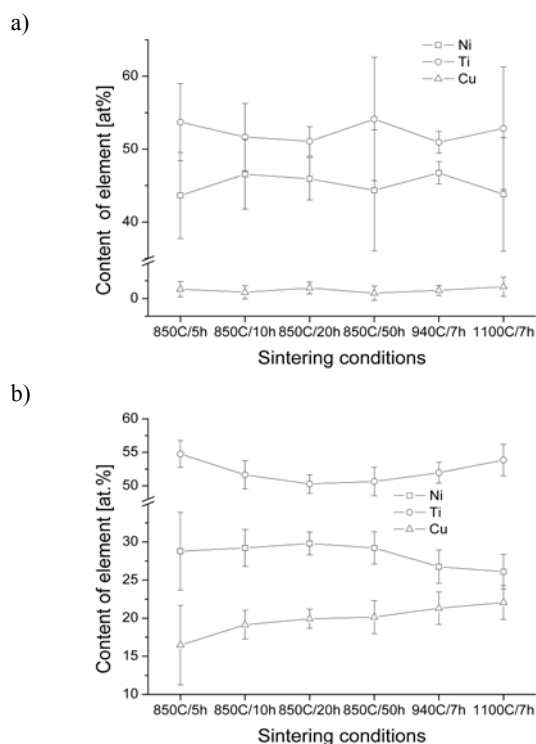 a)
Ni
Ti
Cu
60
50
40
0
Content of element [at%]
850C/5h 850C/10h 850C/20h 850C/50h 940C/7h 1100C/7h
Sintering conditions
b)
60
55
50
30
25
20
15
10
Ni
Ti
Cu
Content of element [at.%]
850C/5h 850C/10h 850C/20h 850C/50h 940C/7h 1100C/7h
Sintering conditions